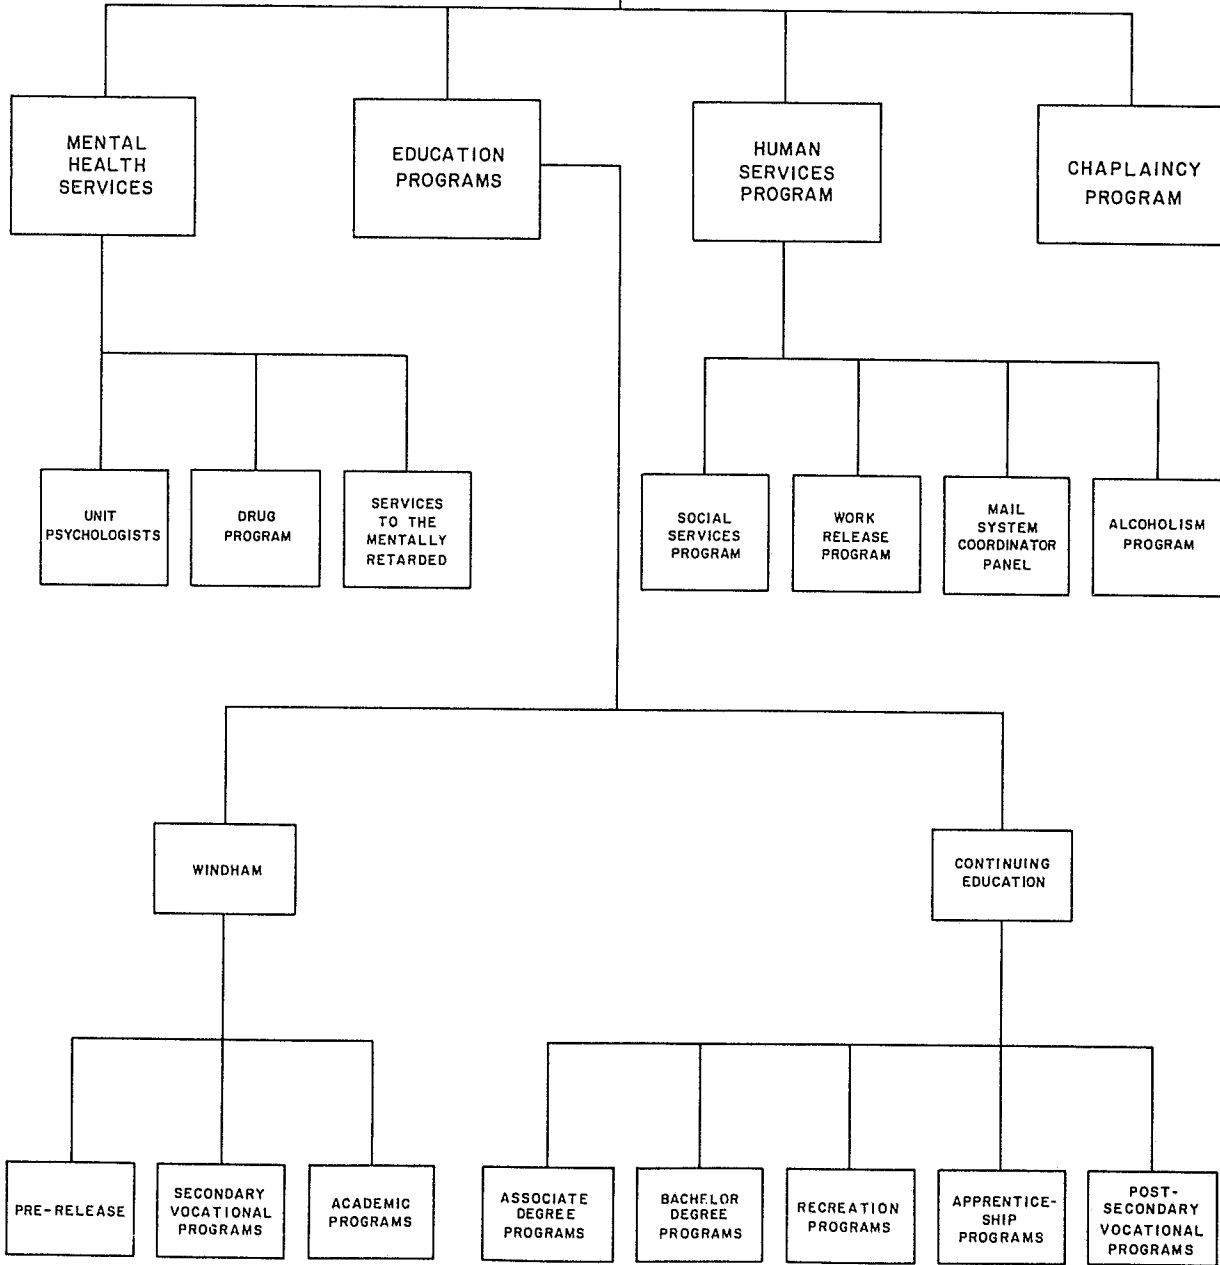 MENTAL
HEALTH
SERVICES
EDUCATION
PROGRAMS
HUMAN
SERVICES
PROGRAM
CHAPLAINCY
PROGRAM
UNIT
PSYCHOLOGISTS
DRUG
PROGRAM
SERVICES
TO THE
MENTALLY
RETARDED
SOCIAL
SERVICES
PROGRAM
WORK
RELEASE
PROGRAM
MAIL
SYSTEM
COORDINATOR
PANEL
ALCOHOLISM
PROGRAM
WINDHAM
CONTINUING
EDUCATION
PRE-RELEASE
SECONDARY
VOCATIONAL
PROGRAMS
ACADEMIC
PROGRAMS
ASSOCIATE
DEGREE
PROGRAMS
BACHELOR
DEGREE
PROGRAMS
RECREATION
PROGRAMS
APPRENTICE-
SHIP
PROGRAMS
POST-
SECONDARY
VOCATIONAL
PROGRAMS